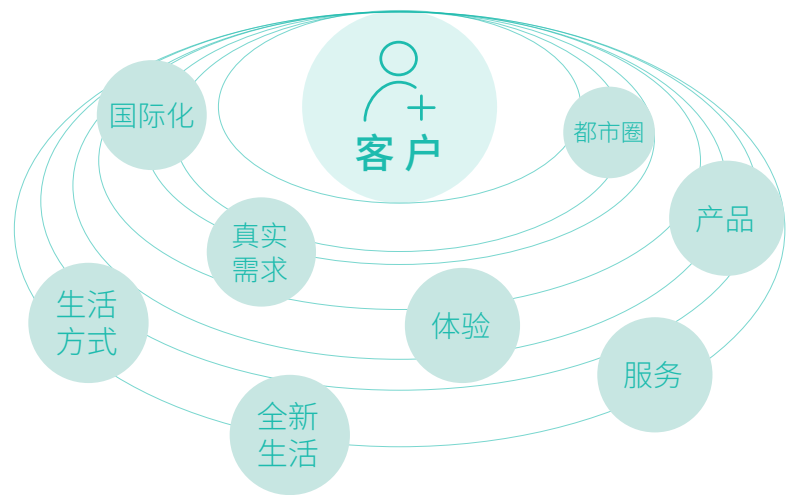 客户
国际化
都市圈
产品
真实
需求
生活
方式
体验
服务
全新
生活